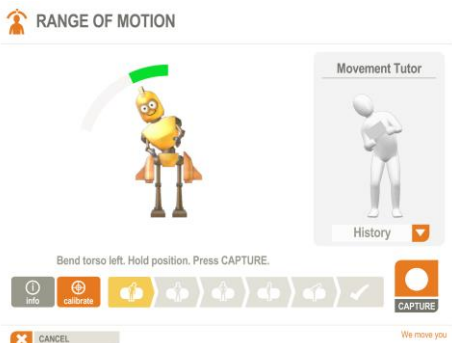 RANGE OF MOTION
Movement Tutor
History
Bend torso left. Hold position. Press CAPTURE.
info
calibrate
CAPTURE
CANCEL
We move you